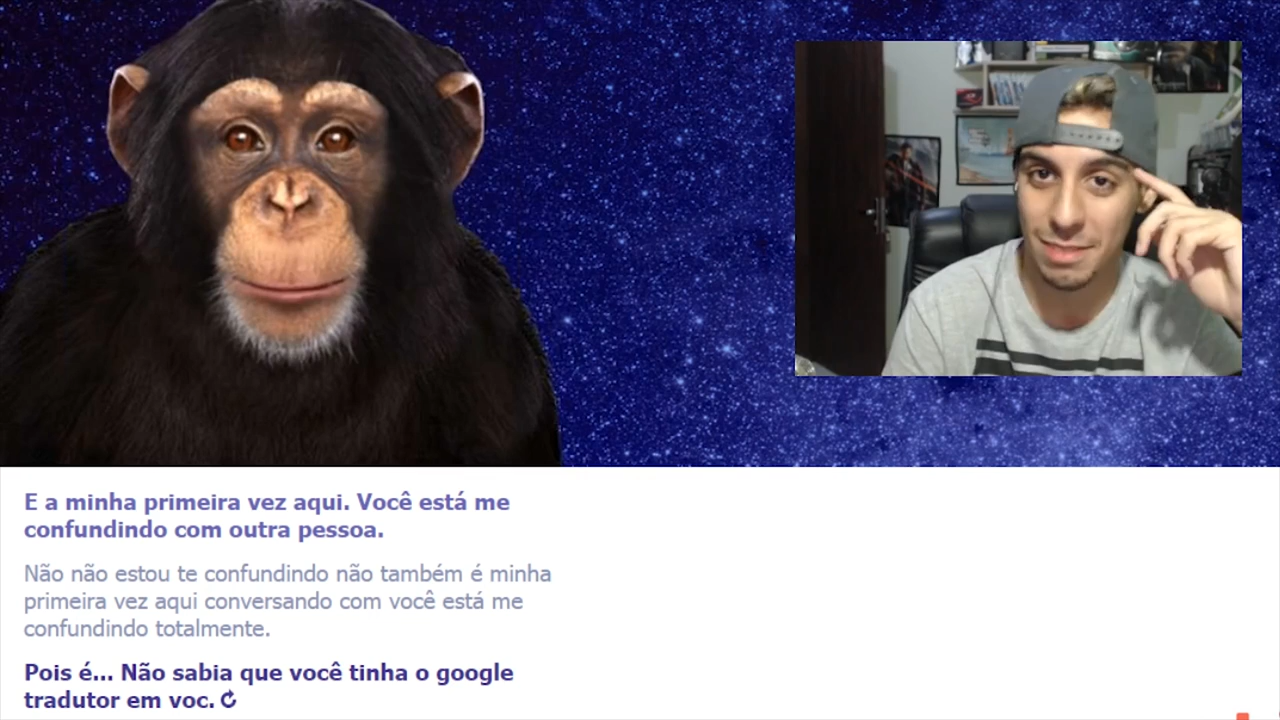 E a minha primeira vez aqui. Você está me
confundindo com outra pessoa.
Não não estou te confundindo não também é minha
primeira vez aqui conversando com você está me
confundindo totalmente.
Pois é... Não sabia que você tinha o google
tradutor em voc.